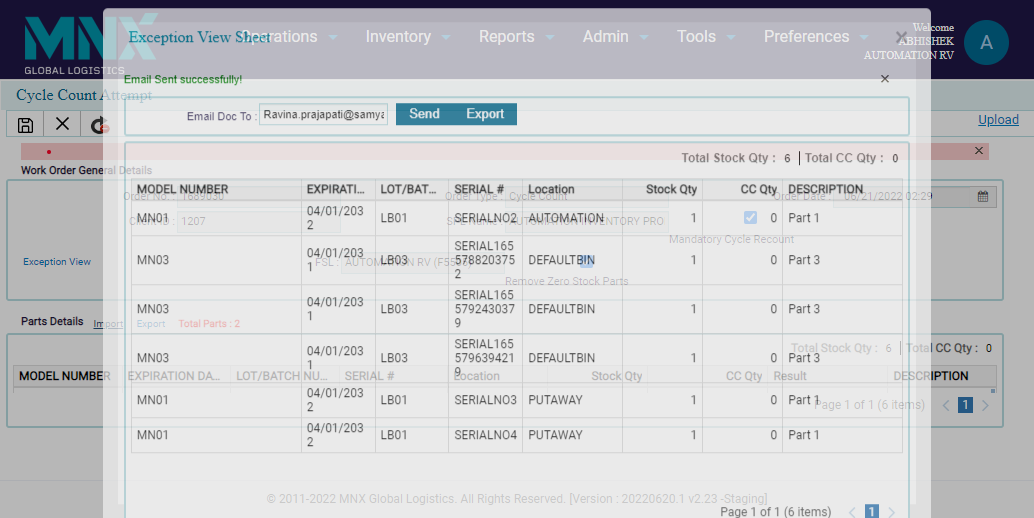 MNX
GLOBAL LOGISTICS
Operations Inventory Reports Admin Tools Preferences
Welcome
ABHISHEK
AUTOMATION RV
A
Exception View Sheet
Cycle Count Attempt
Email Sent successfully!
Email Doc To : Ravina.prajapati@samya Send Export
Upload
Total Stock Qty : 6 Total CC Qty : 0
Work Order General Details
Order No.: 7689030 Order Type : Cycle Count Order Date : 06/21/2022 02:29
1207 AUTOMATION INVENTORY PRO
Mandatory Cycle Recount
Exception View FSL : AUTOMATION RV
Remove Zero Stock Parts
MODEL NUMBER EXPIRATI... LOT/BAT... SERIAL # Location Stock Qty CC Qty DESCRIPTION
MN01 04/01/2032 LB01 SERIALNO2 AUTOMATION 1 0 Part 1
MN03 04/01/2031 LB03 SERIAL1655788203752 DEFAULTBIN 1 0 Part 3
MN03 04/01/2031 LB03 SERIAL1655792430379 DEFAULTBIN 1 0 Part 3
MN03 04/01/2031 LB03 SERIAL1655796394219 DEFAULTBIN 1 0 Part 3
MN01 04/01/2032 LB01 SERIALNO3 PUTAWAY 1 0 Part 1
MN01 04/01/2032 LB01 SERIALNO4 PUTAWAY 1 0 Part 1
Parts Details Import Export Total Parts : 2
Total Stock Qty : 6 Total CC Qty : 0
MODEL NUMBER EXPIRATION DA... LOT/BATCH NU... SERIAL # Location Stock Qty CC Qty Result DESCRIPTION
Page 1 of 1 (6 items) 1
© 2011-2022 MNX Global Logistics. All Rights Reserved. [Version : 20220620.1 v2.23 -Staging]
Page 1 of 1 (6 items) 1